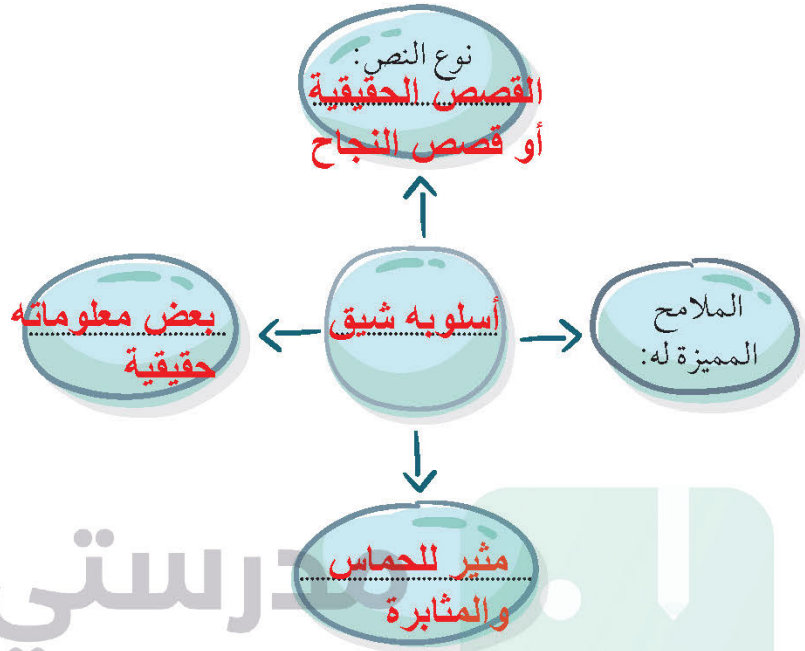 نوع النص:
القصص الحقيقية
أو قصص النجاح
الملامح
المميزة له:
أسلوبه شيق
بعض معلوماته
حقيقية
مثير للحماس
والمثابرة
مدرستي